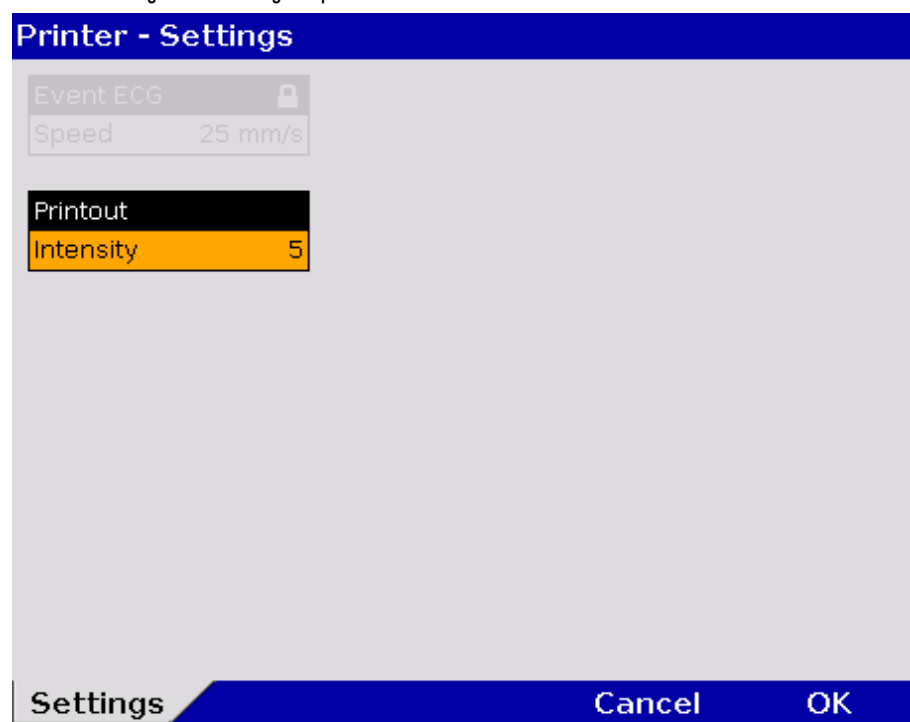 Printer - Settings
Event ECG
Speed 25 mm/s
Printout
Intensity 5
Settings Cancel OK